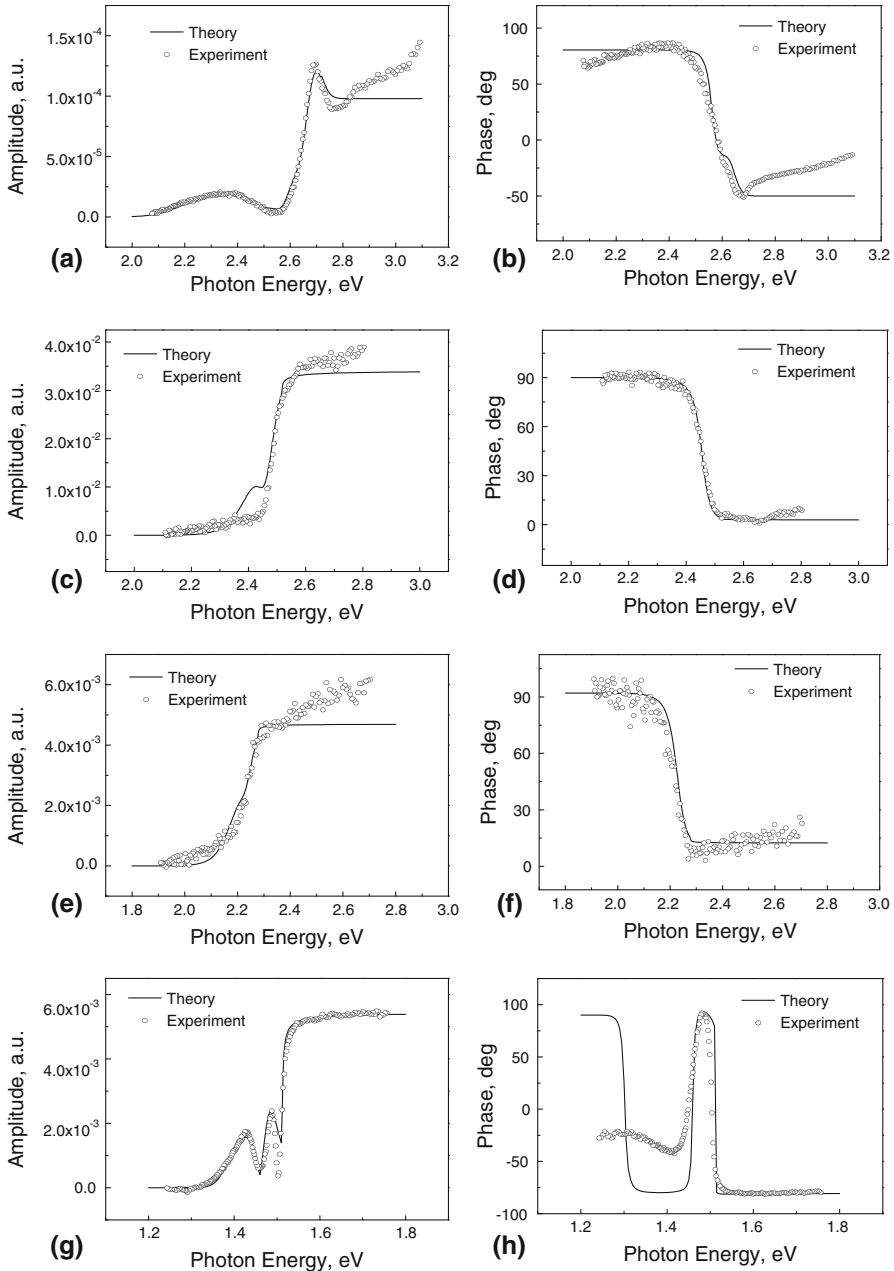 1.5x10⁻⁴
1.0x10⁻⁴
5.0x10⁻⁵
0.0
Amplitude, a.u.
Theory
Experiment
2.0 2.2 2.4 2.6 2.8 3.0 3.2
Photon Energy, eV
(a)
100
50
0
-50
Phase, deg
Theory
Experiment
2.0 2.2 2.4 2.6 2.8 3.0 3.2
Photon Energy, eV
(b)
4.0x10⁻²
3.0x10⁻²
2.0x10⁻²
1.0x10⁻²
0.0
Amplitude, a.u.
Theory
Experiment
2.0 2.2 2.4 2.6 2.8 3.0
Photon Energy, eV
(c)
90
60
30
0
Phase, deg
Theory
Experiment
2.0 2.2 2.4 2.6 2.8 3.0
Photon Energy, eV
(d)
6.0x10⁻³
4.0x10⁻³
2.0x10⁻³
0.0
Amplitude, a.u.
Theory
Experiment
1.8 2.0 2.2 2.4 2.6 2.8 3.0
Photon Energy, eV
(e)
90
60
30
0
Phase, deg
Theory
Experiment
1.8 2.0 2.2 2.4 2.6 2.8 3.0
Photon Energy, eV
(f)
6.0x10⁻³
4.0x10⁻³
2.0x10⁻³
0.0
Amplitude, a.u.
Theory
Experiment
1.2 1.4 1.6 1.8
Photon Energy, eV
(g)
100
50
0
-50
-100
Phase, deg
Theory
Experiment
1.2 1.4 1.6 1.8
Photon Energy, eV
(h)